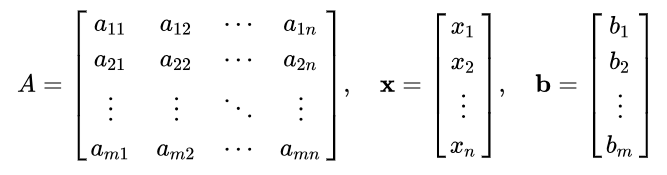 A = [ a₁₁ a₁₂ ⋯ a₁ₙ ; a₂₁ a₂₂ ⋯ a₂ₙ ; ⋮ ⋮ ⋱ ⋮ ; aₘ₁ aₘ₂ ⋯ aₘₙ ], x = [ x₁ ; x₂ ; ⋮ ; xₙ ], b = [ b₁ ; b₂ ; ⋮ ; bₘ ]